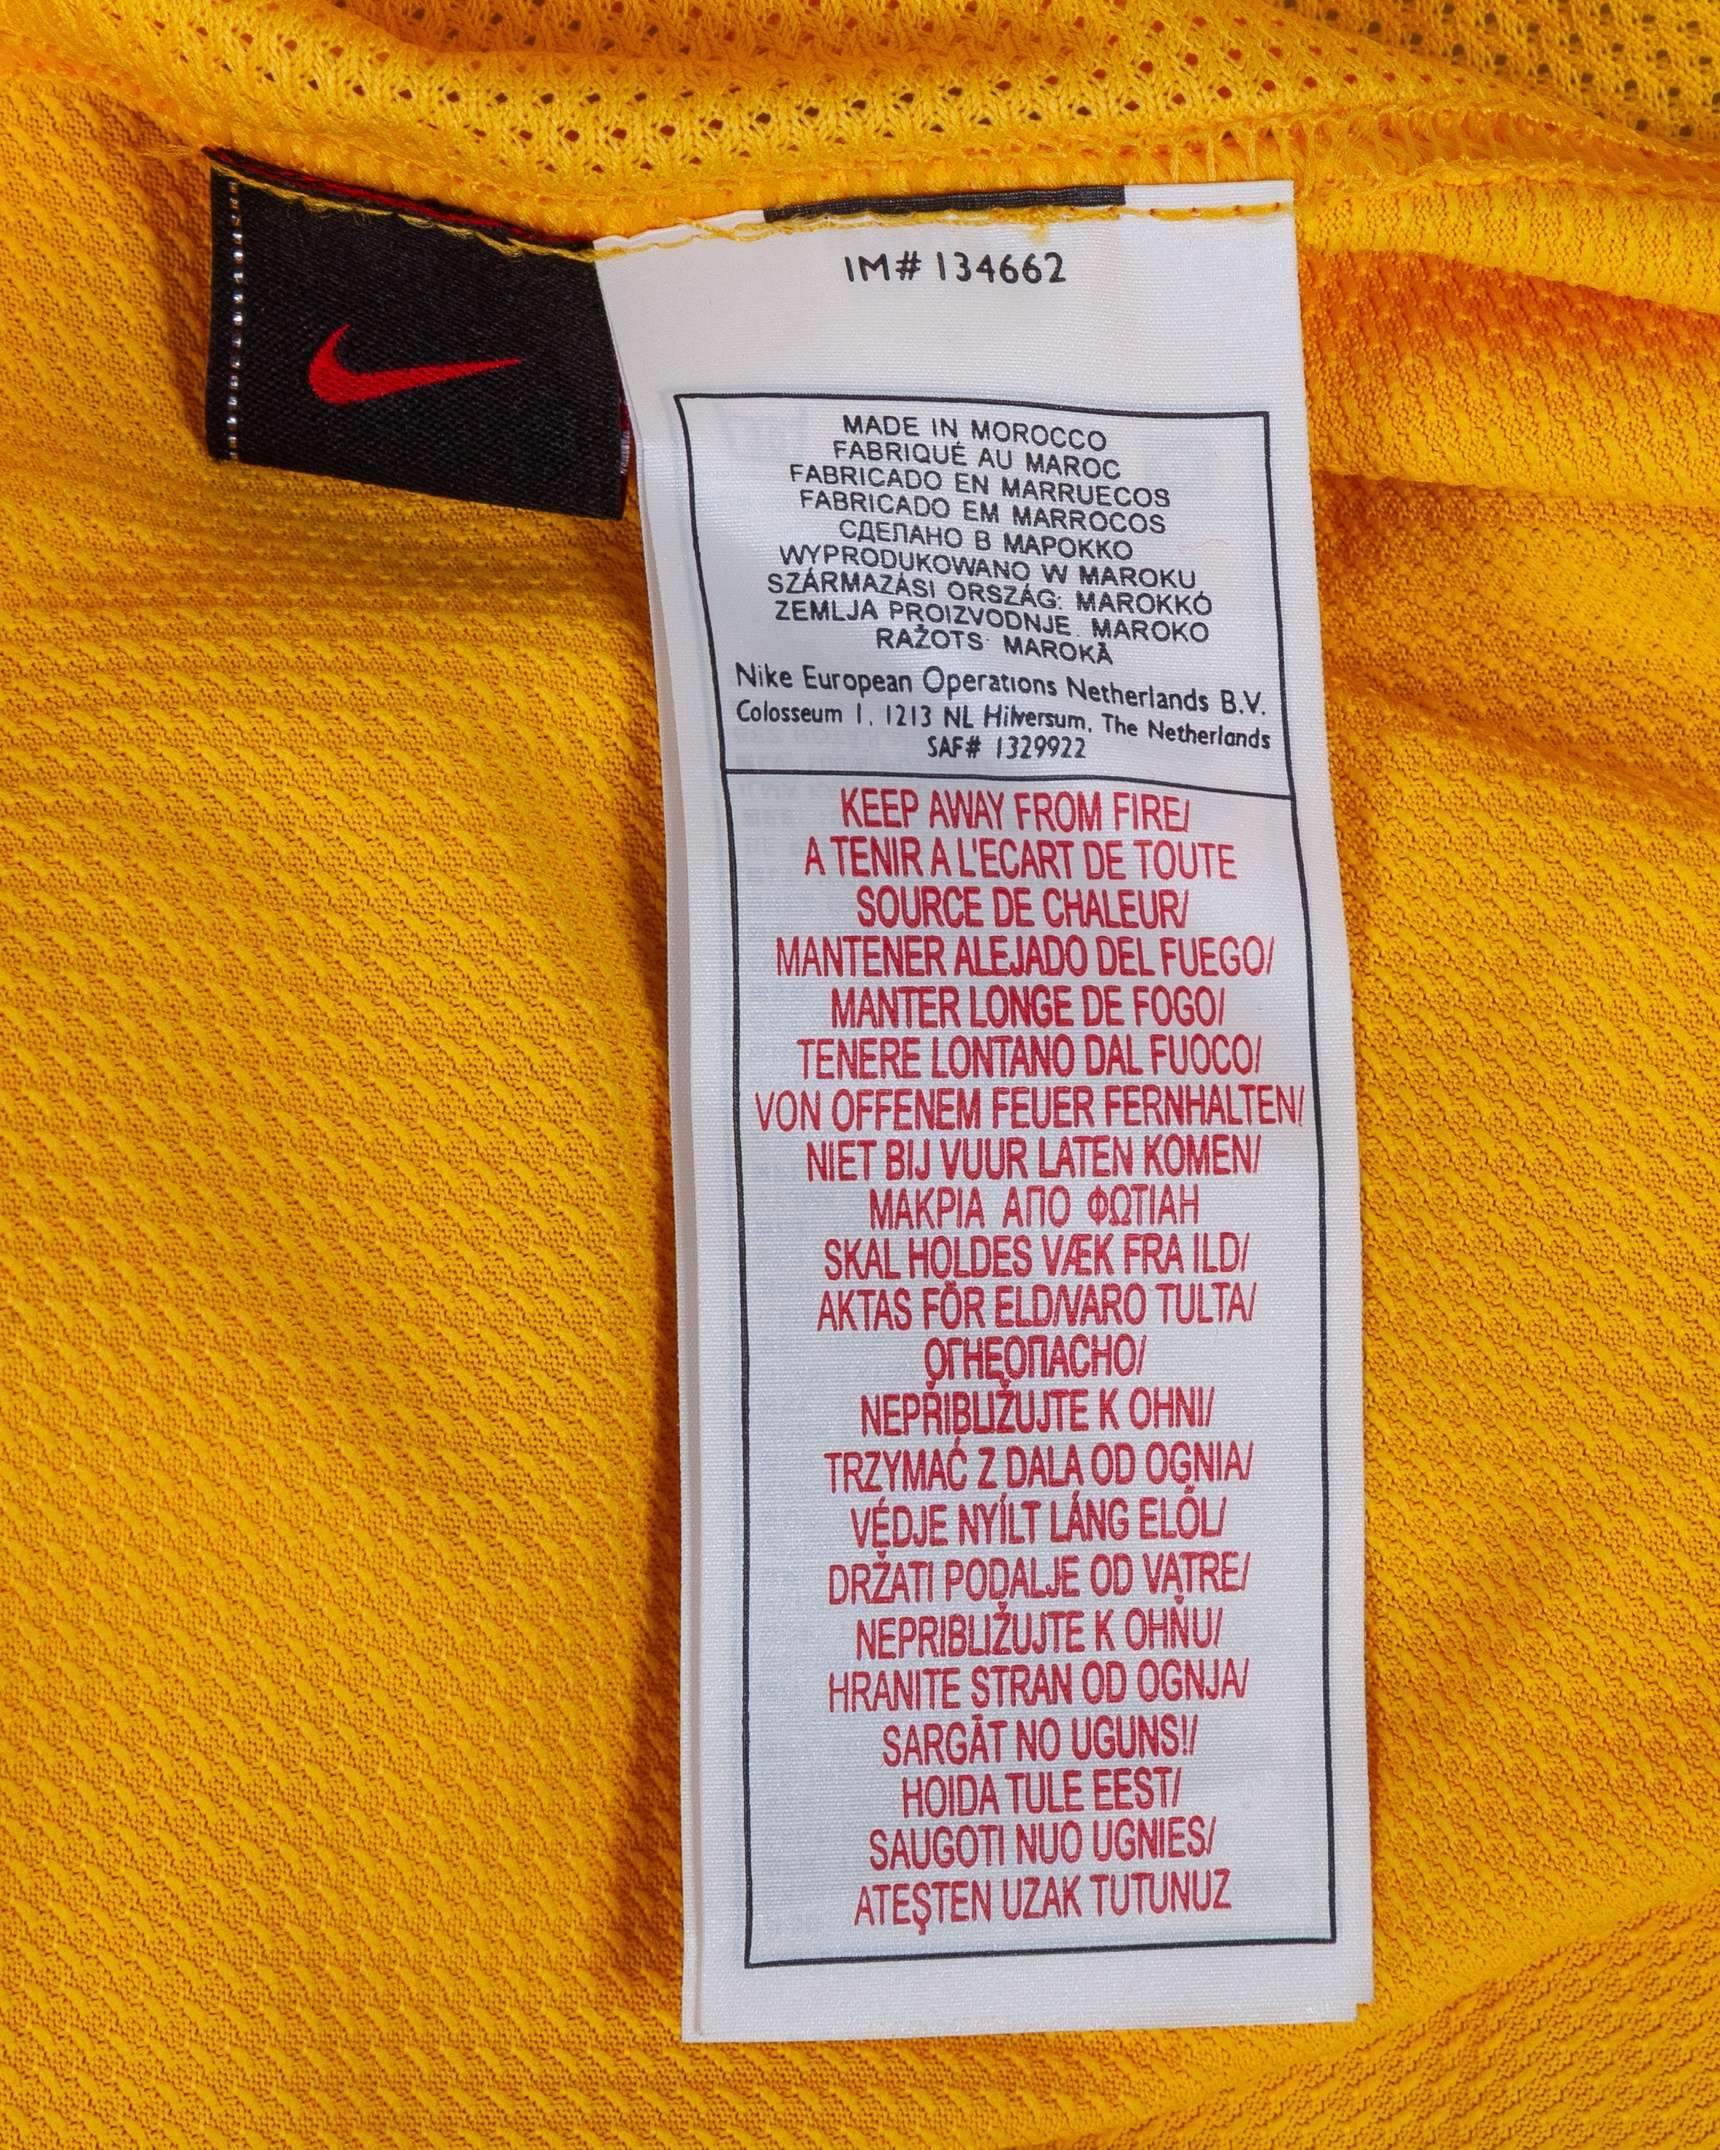 IM# 134662
MADE IN MOROCCO
FABRIQUÉ AU MAROC
FABRICADO EN MARRUECOS
FABRICADO EM MARROCOS
СДЕЛАНО В МАРОККО
WYPRODUKOWANO W MAROKU
SZÁRMAZÁSI ORSZÁG: MAROKKÓ
ZEMLJA PROIZVODNJE: MAROKO
RAŽOTS: MAROKĀ
Nike European Operations Netherlands B.V.
Colosseum 1, 1213 NL Hilversum, The Netherlands
SAF# 1329922
KEEP AWAY FROM FIRE/
A TENIR A L'ECART DE TOUTE
SOURCE DE CHALEUR/
MANTENER ALEJADO DEL FUEGO/
MANTER LONGE DE FOGO/
TENERE LONTANO DAL FUOCO/
VON OFFENEM FEUER FERNHALTEN/
NIET BIJ VUUR LATEN KOMEN/
ΜΑΚΡΙΑ ΑΠΟ ΦΩΤΙΑΗ
SKAL HOLDES VÆK FRA ILD/
AKTAS FÖR ELD/VARO TULTA/
ОГНЕОПАСНО/
NEPŘIBLIŽUJTE K OHNI/
TRZYMAĆ Z DALA OD OGNIA/
VÉDJE NYÍLT LÁNG ELŐL/
DRŽATI PODALJE OD VATRE/
NEPRIBLIŽUJTE K OHŇU/
HRANITE STRAN OD OGNJA/
SARGĀT NO UGUNS!/
HOIDA TULE EEST/
SAUGOTI NUO UGNIES/
ATEŞTEN UZAK TUTUNUZ